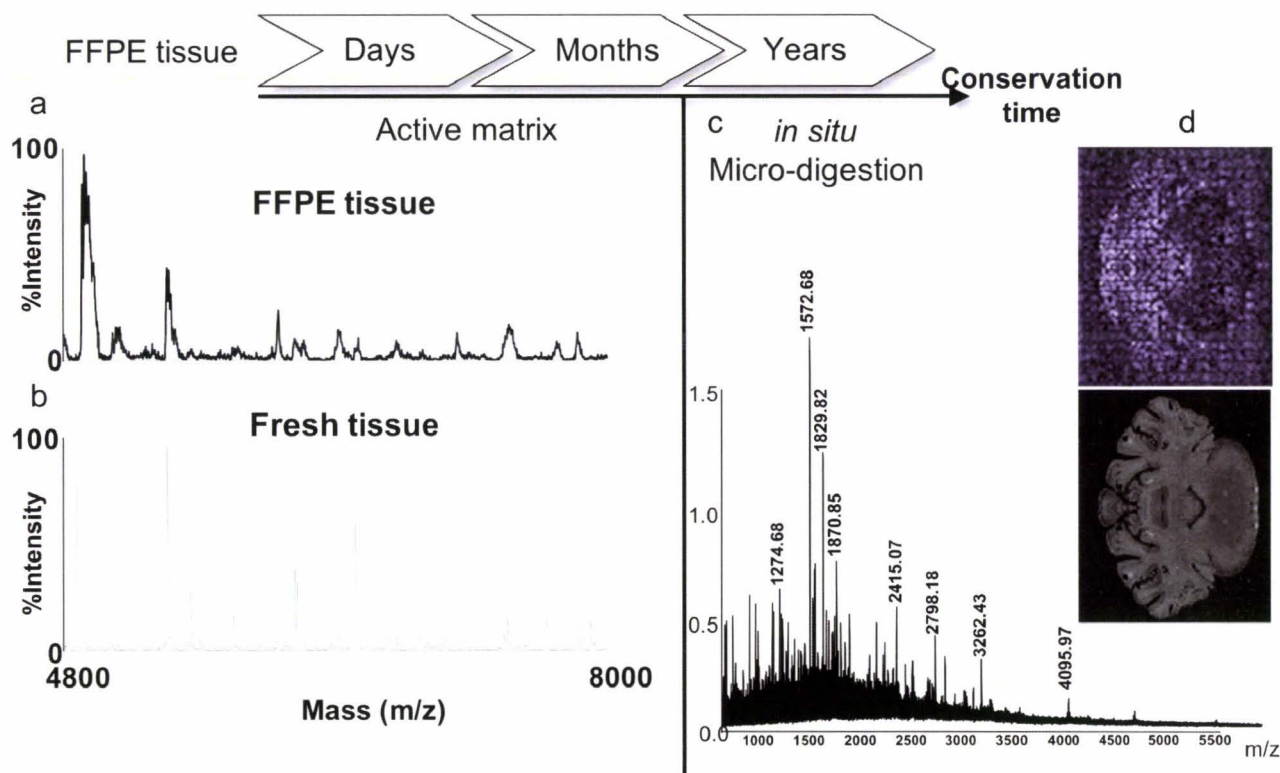 FFPE tissue
Days
Months
Years
Conservation
time
a
Active matrix
100
FFPE tissue
%Intensity
0
b
Fresh tissue
100
%Intensity
0
4800
8000
Mass (m/z)
c
in situ
Micro-digestion
1.5
1.0
0.5
0.0
1274.68
1572.68
1829.82
1870.85
2415.07
2798.18
3262.43
4095.97
1000 1500 2000 2500 3000 3500 4000 4500 5000 5500
m/z
d